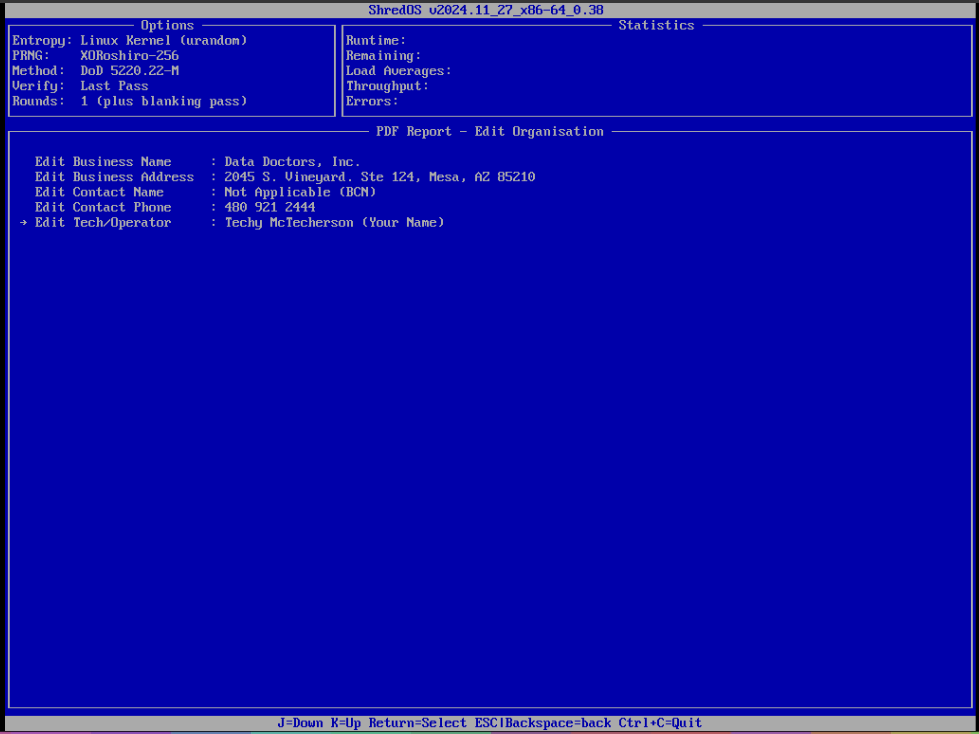 ShredOS v2024.11_27_x86-64_0.38
Options
Entropy: Linux Kernel (urandom)
PRNG: XORoshiro-256
Method: DoD 5220.22-M
Verify: Last Pass
Rounds: 1 (plus blanking pass)
Statistics
Runtime:
Remaining:
Load Averages:
Throughput:
Errors:
PDF Report - Edit Organisation
Edit Business Name : Data Doctors, Inc.
Edit Business Address : 2045 S. Vineyard. Ste 124, Mesa, AZ 85210
Edit Contact Name : Not Applicable (BCN)
Edit Contact Phone : 480 921 2444
→ Edit Tech/Operator : Techy McTecherson (Your Name)
J=Down K=Up Return=Select ESC|Backspace=back Ctrl+C=Quit